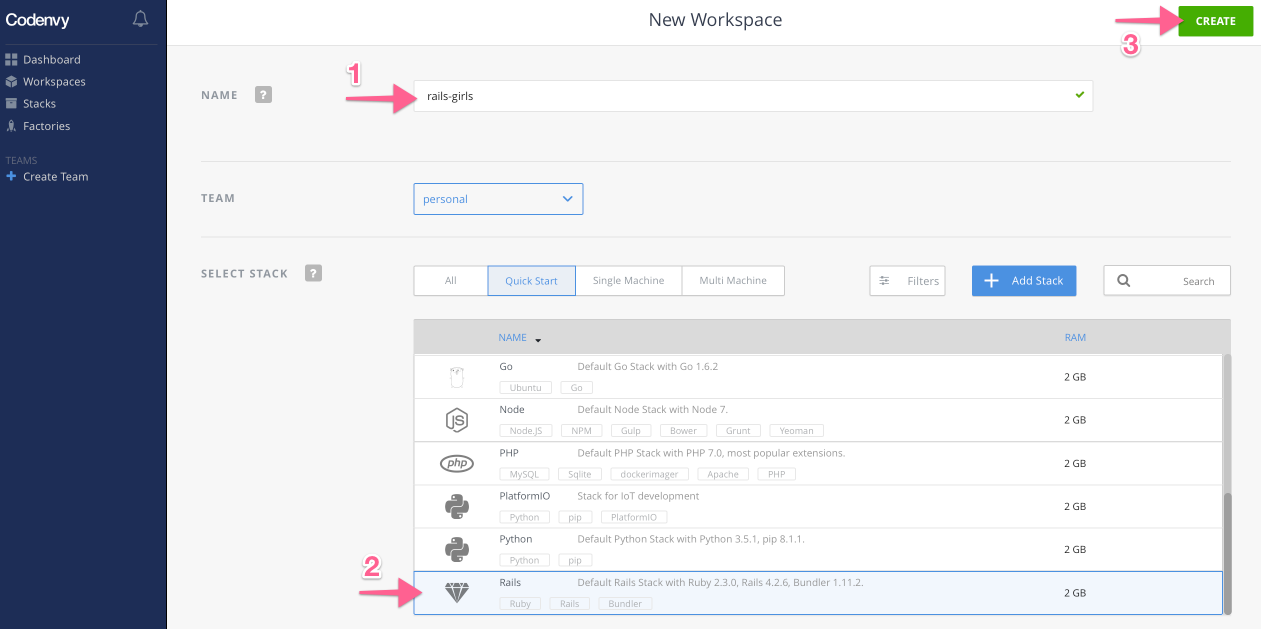 Codenvy
New Workspace
CREATE
3
Dashboard
Workspaces
Stacks
Factories
TEAMS
Create Team
1
NAME ?
rails-girls
TEAM
personal
SELECT STACK ?
All Quick Start Single Machine Multi Machine Filters Add Stack Search
NAME RAM
Go Default Go Stack with Go 1.6.2
2 GB
Ubuntu Go
JS
Node Default Node Stack with Node 7.
2 GB
Node.JS NPM Gulp Bower Grunt Yeoman
php
PHP Default PHP Stack with PHP 7.0, most popular extensions.
2 GB
MySQL Sqlite dockerimager Apache PHP
PlatformIO Stack for IoT development
2 GB
Python pip PlatformIO
Python Default Python Stack with Python 3.5.1, pip 8.1.1.
2 GB
Python pip
2
Rails Default Rails Stack with Ruby 2.3.0, Rails 4.2.6, Bundler 1.11.2.
2 GB
Ruby Rails Bundler